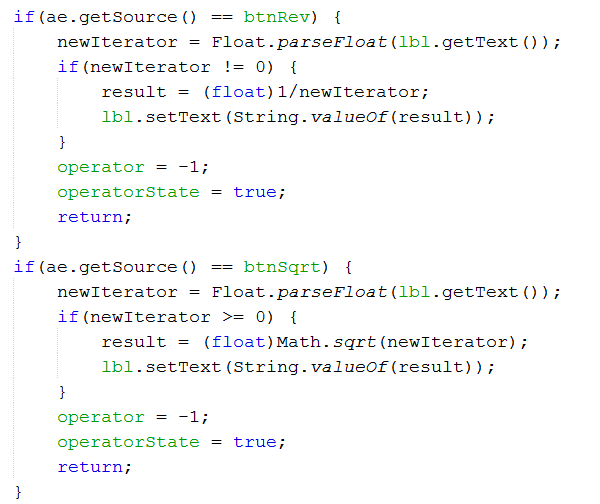 if(ae.getSource() == btnRev) {
    newIterator = Float.parseFloat(lbl.getText());
    if(newIterator != 0) {
        result = (float)1/newIterator;
        lbl.setText(String.valueOf(result));
    }
    operator = -1;
    operatorState = true;
    return;
}
if(ae.getSource() == btnSqrt) {
    newIterator = Float.parseFloat(lbl.getText());
    if(newIterator >= 0) {
        result = (float)Math.sqrt(newIterator);
        lbl.setText(String.valueOf(result));
    }
    operator = -1;
    operatorState = true;
    return;
}